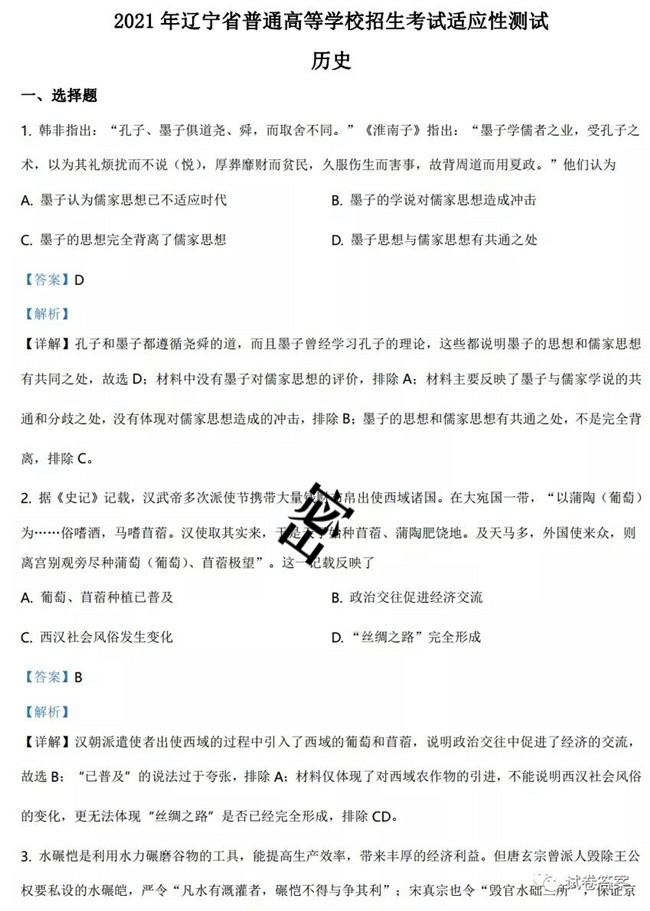 2021 年辽宁省普通高等学校招生考试适应性测试
历史
一、选择题
1. 韩非指出：“孔子、墨子俱道尧、舜，而取舍不同。”《淮南子》指出：“墨子学儒者之业，受孔子之
术，以为其礼烦扰而不说（悦），厚葬靡财而贫民，久服伤生而害事，故背周道而用夏政。”他们认为
A. 墨子认为儒家思想已不适应时代 B. 墨子的学说对儒家思想造成冲击
C. 墨子的思想完全背离了儒家思想 D. 墨子思想与儒家思想有共通之处
【答案】D
【解析】
【详解】孔子和墨子都遵循尧舜的道，而且墨子曾经学习孔子的理论，这些都说明墨子的思想和儒家思想
有共同之处，故选 D；材料中没有墨子对儒家思想的评价，排除 A；材料主要反映了墨子与儒家学说的共
通和分歧之处，没有体现对儒家思想造成的冲击，排除 B；墨子的思想和儒家思想有共通之处，不是完全背
离，排除 C。
2. 据《史记》记载，汉武帝多次派使节携带大量 帛出使西域诸国。在大宛国一带，“以蒲陶（葡萄）
为……俗嗜酒，马嗜苜蓿。汉使取其实来， 种苜蓿、蒲陶肥饶地。及天马多，外国使来众，则
离宫别观旁尽种蒲萄（葡萄）、苜蓿极望”。这一记载反映了
密
A. 葡萄、苜蓿种植已普及 B. 政治交往促进经济交流
C. 西汉社会风俗发生变化 D. “丝绸之路”完全形成
【答案】B
【解析】
【详解】汉朝派遣使者出使西域的过程中引入了西域的葡萄和苜蓿，说明政治交往中促进了经济的交流，
故选 B；“已普及”的说法过于夸张，排除 A；材料仅体现了对西域农作物的引进，不能说明西汉社会风俗
的变化，更无法体现“丝绸之路”是否已经完全形成，排除 CD。
3. 水碾恺是利用水力碾磨谷物的工具，能提高生产效率，带来丰厚的经济利益。但唐玄宗曾派人毁除王公
权要私设的水碾皑，严令“凡水有溉灌者，碾恺不得与争其利”；宋真宗也令“毁官水础二所”，保证京
试卷答案